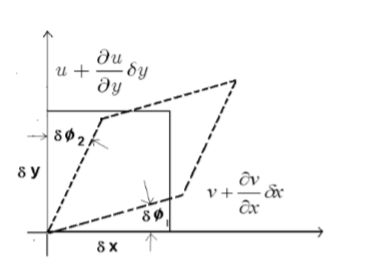 u + ∂u/∂y δy
δϕ₂
δy
v + ∂v/∂x δx
δϕ₁
δx